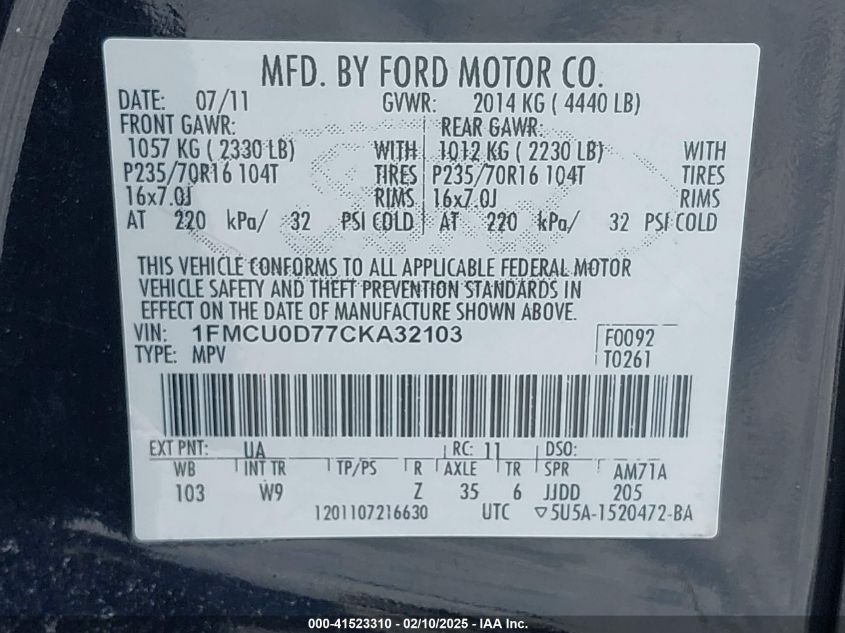 MFD. BY FORD MOTOR CO.
DATE: 07/11 GVWR: 2014 KG ( 4440 LB)
FRONT GAWR: REAR GAWR:
1057 KG ( 2330 LB) WITH 1012 KG ( 2230 LB) WITH
P235/70R16 104T TIRES P235/70R16 104T TIRES
16x7.0J RIMS 16x7.0J RIMS
AT 220 kPa/ 32 PSI COLD AT 220 kPa/ 32 PSI COLD
THIS VEHICLE CONFORMS TO ALL APPLICABLE FEDERAL MOTOR
VEHICLE SAFETY AND THEFT PREVENTION STANDARDS IN
EFFECT ON THE DATE OF MANUFACTURE SHOWN ABOVE.
VIN: 1FMCU0D77CKA32103 F0092
TYPE: MPV T0261
EXT PNT: UA RC: 11 DSO:
WB INT TR TP/PS R AXLE TR SPR AM71A
103 W9 Z 35 6 JJDD 205
1201107216630 UTC ▽5U5A-1520472-BA
000-41523310 - 02/10/2025 - IAA Inc.